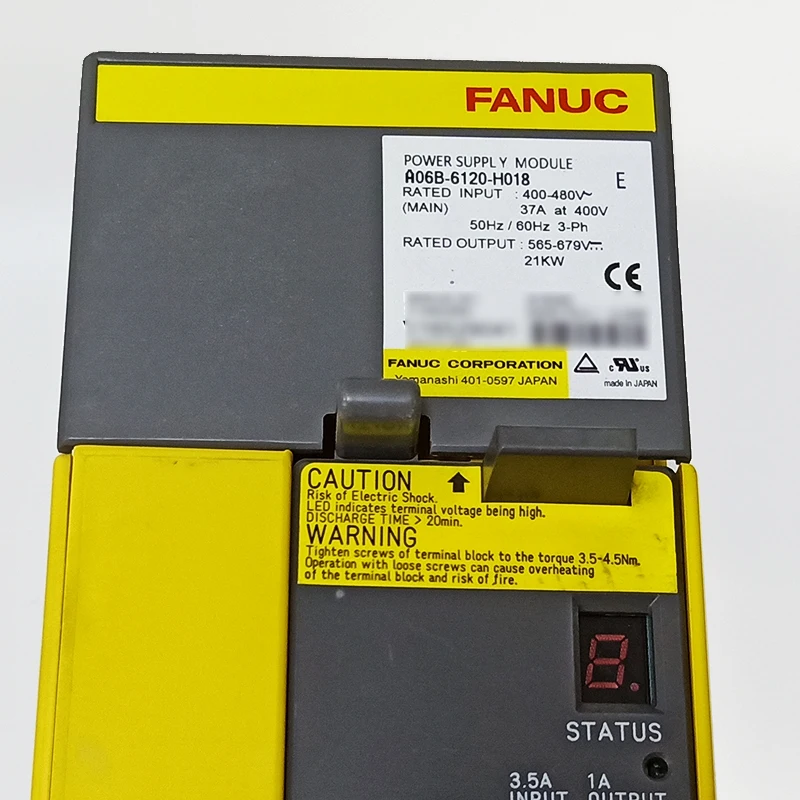 FANUC
POWER SUPPLY MODULE
A06B-6120-H018 E
RATED INPUT : 400-480V~
(MAIN) 37A at 400V
50Hz / 60Hz 3-Ph
RATED OUTPUT : 565-679V⎓
21KW
CE
FANUC CORPORATION
Yamanashi 401-0597 JAPAN
c RU us
made in JAPAN
CAUTION
Risk of Electric Shock.
LED indicates terminal voltage being high.
DISCHARGE TIME > 20min.
WARNING
Tighten screws of terminal block to the torque 3.5-4.5Nm.
Operation with loose screws can cause overheating
of the terminal block and risk of fire.
8.
STATUS
3.5A 1A
INPUT OUTPUT